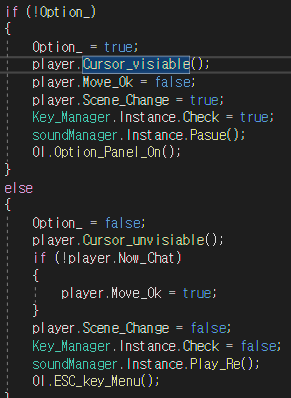 if (!Option_)
{
Option_ = true;
player.Cursor_visiable();
player.Move_Ok = false;
player.Scene_Change = true;
Key_Manager.Instance.Check = true;
soundManager.Instance.Pasue();
OI.Option_Panel_On();
}
else
{
Option_ = false;
player.Cursor_unvisiable();
if (!player.Now_Chat)
{
player.Move_Ok = true;
}
player.Scene_Change = false;
Key_Manager.Instance.Check = false;
soundManager.Instance.Play_Re();
OI.ESC_key_Menu();
}